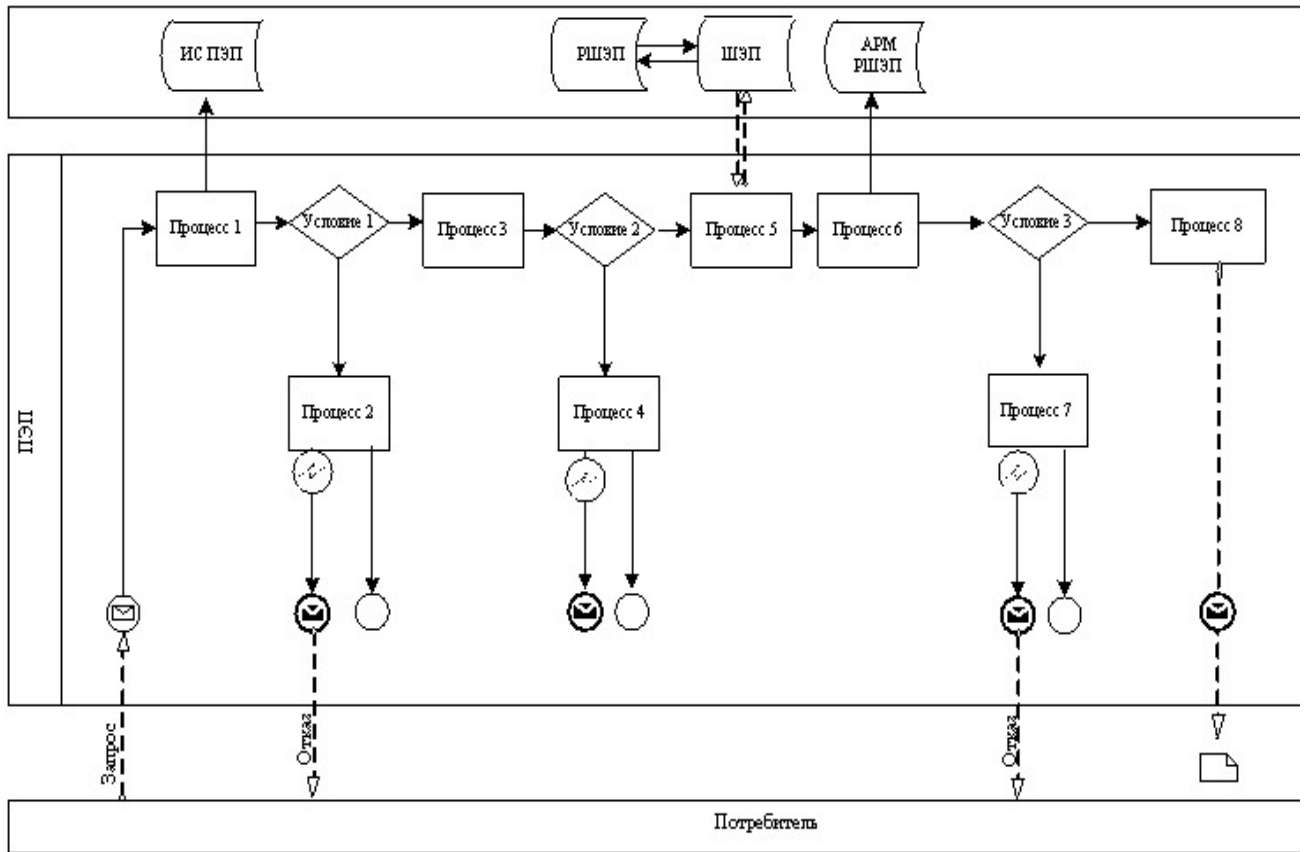 ИС ПЭП
РШЭП
ШЭП
АРМ
РШЭП
ПЭП
Процесс 1
Условие 1
Процесс 3
Условие 2
Процесс 5
Процесс 6
Условие 3
Процесс 8
Процесс 2
Процесс 4
Процесс 7
Запрос
Отказ
Отказ
Потребитель